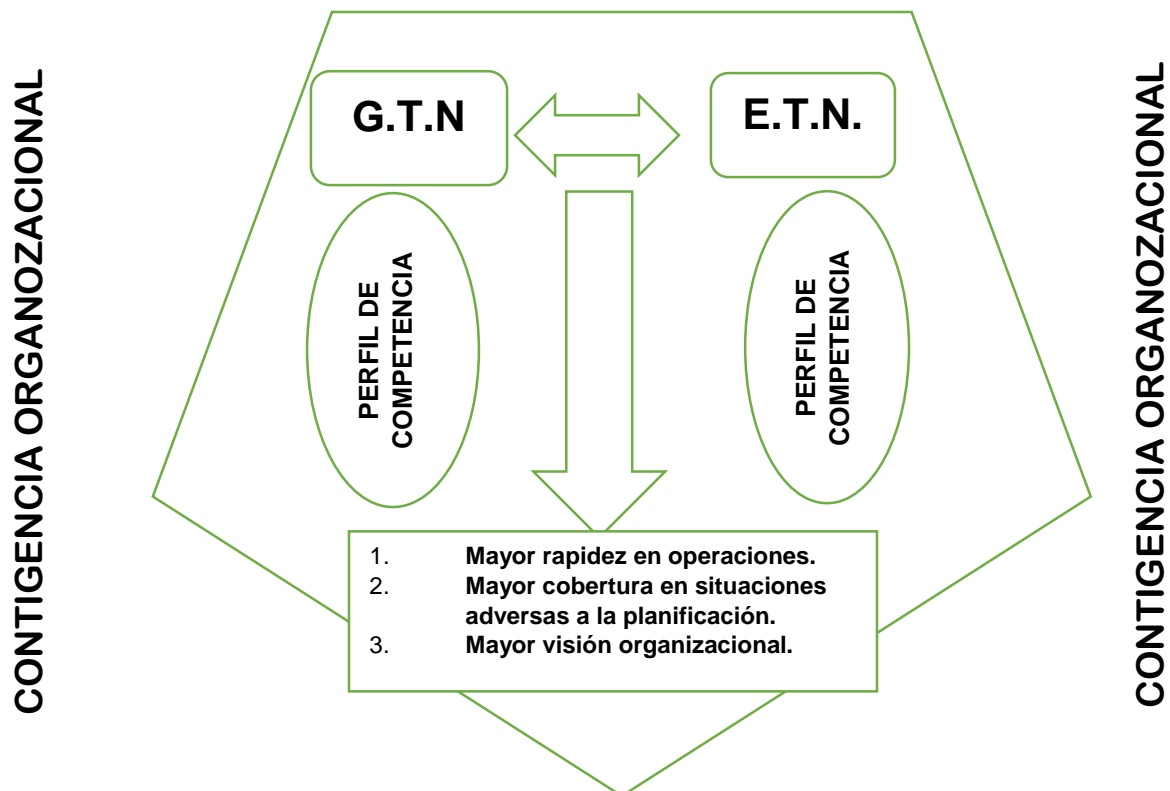 CONTIGENCIA ORGANOZACIONAL
G.T.N
E.T.N.
PERFIL DE
COMPETENCIA
PERFIL DE
COMPETENCIA
1. Mayor rapidez en operaciones.
2. Mayor cobertura en situaciones
adversas a la planificación.
3. Mayor visión organizacional.
CONTIGENCIA ORGANOZACIONAL